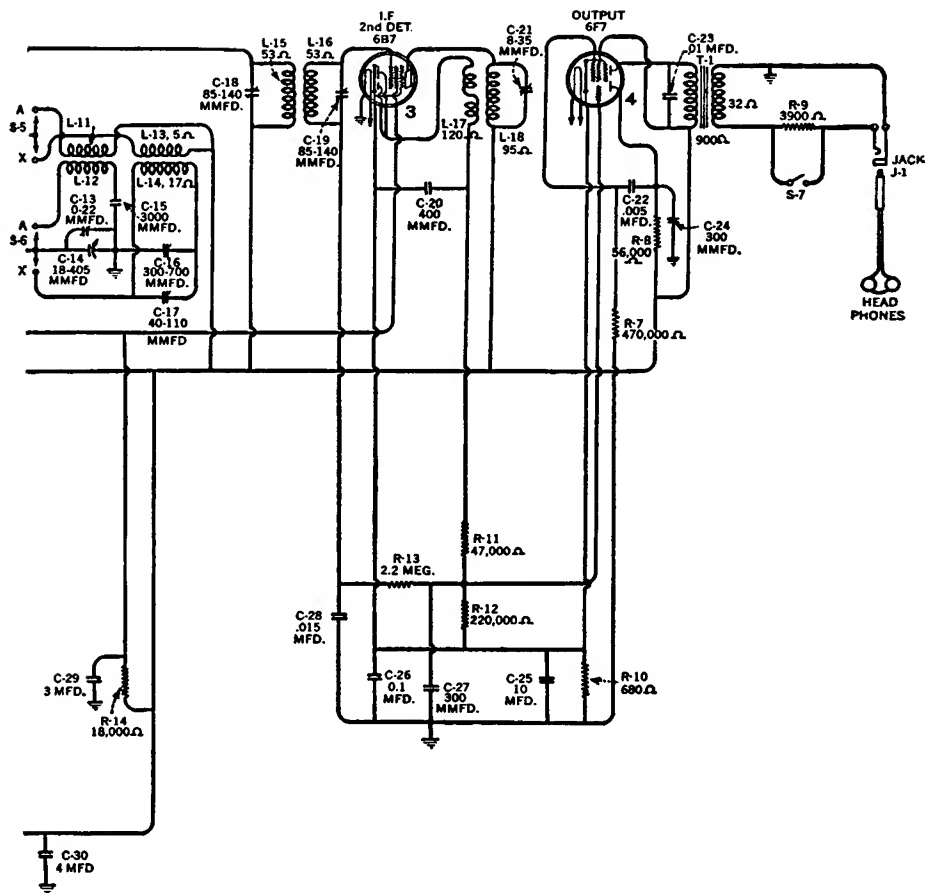 I.F
2nd DET.
6B7
3
OUTPUT
6F7
4
L-15
53Ω
L-16
53Ω
C-18
85-140
MMFD.
C-19
85-140
MMFD.
C-21
8-35
MMFD.
L-17
120Ω
L-18
95Ω
C-23
.01 MFD.
T-1
32Ω
900Ω
R-9
3900Ω
S-7
JACK
J-1
HEAD
PHONES
A
S-5
X
L-11
L-13, 5Ω
L-12
L-14, 17Ω
C-13
0-22
MMFD.
C-15
3000
MMFD.
A
S-6
X
C-14
18-405
MMFD
C-16
300-700
MMFD.
C-17
40-110
MMFD
C-20
400
MMFD.
C-22
.005
MFD.
R-8
56,000
Ω
C-24
300
MMFD.
R-7
470,000
Ω
R-11
47,000Ω
R-13
2.2 MEG.
R-12
220,000Ω
C-28
.015
MFD.
C-26
0.1
MFD.
C-27
300
MMFD.
C-25
10
MFD.
R-10
680Ω
C-29
3 MFD.
R-14
18,000Ω
C-30
4 MFD